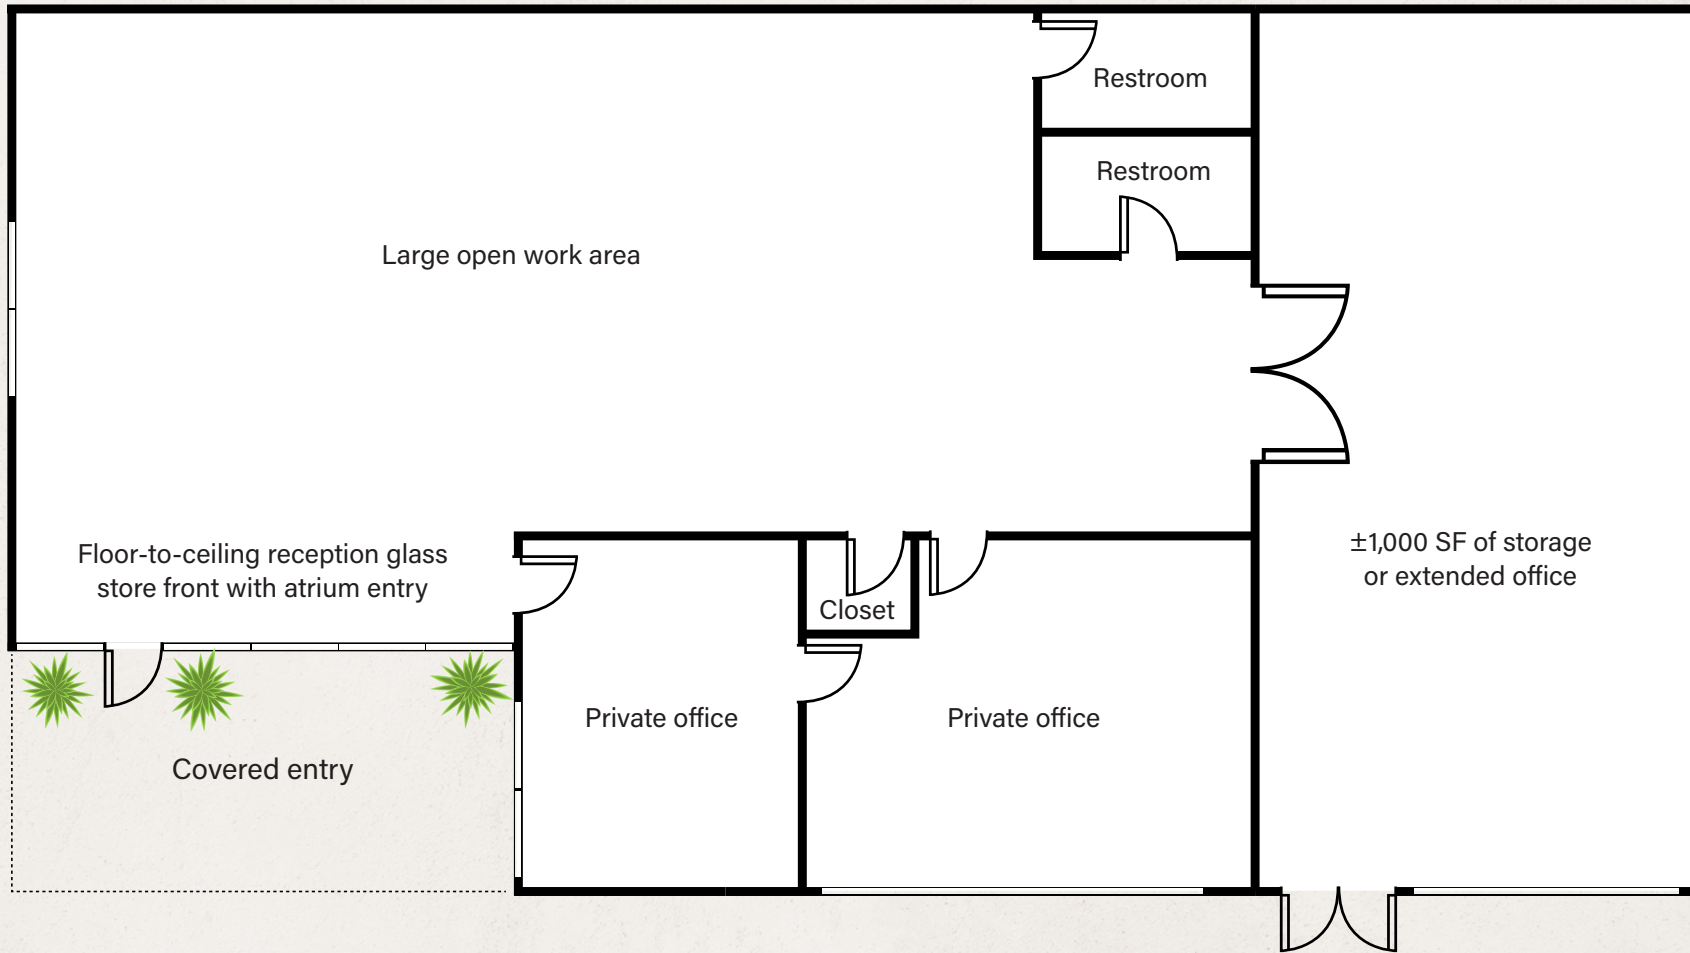 Restroom
Restroom
Large open work area
Floor-to-ceiling reception glass
store front with atrium entry
±1,000 SF of storage
or extended office
Closet
Private office
Private office
Covered entry